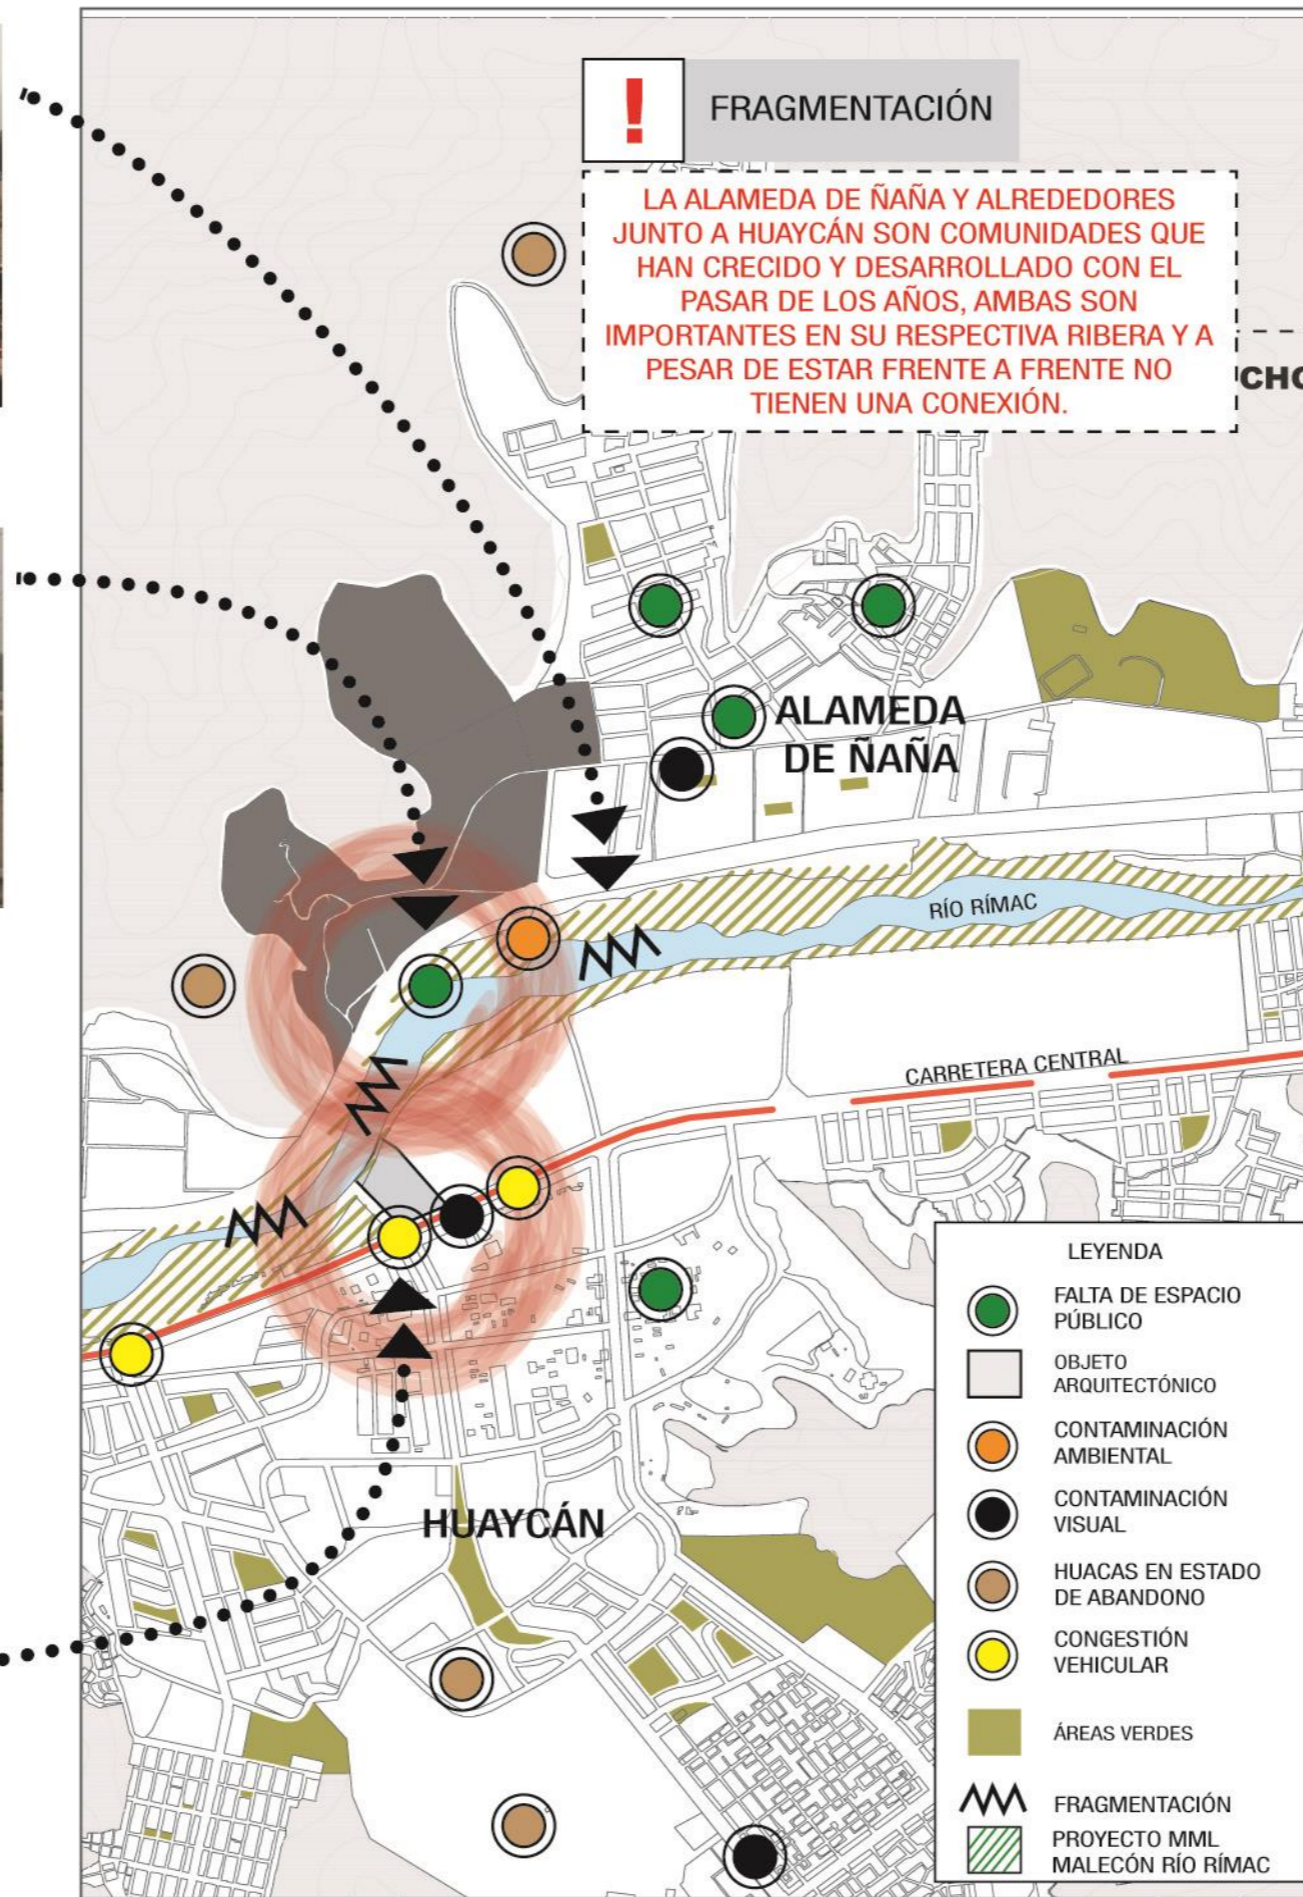 !
FRAGMENTACIÓN
LA ALAMEDA DE ÑAÑA Y ALREDEDORES
JUNTO A HUAYCÁN SON COMUNIDADES QUE
HAN CRECIDO Y DESARROLLADO CON EL
PASAR DE LOS AÑOS, AMBAS SON
IMPORTANTES EN SU RESPECTIVA RIBERA Y A
PESAR DE ESTAR FRENTE A FRENTE NO
TIENEN UNA CONEXIÓN.
ALAMEDA
DE ÑAÑA
RÍO RÍMAC
CARRETERA CENTRAL
HUAYCÁN
LEYENDA
FALTA DE ESPACIO
PÚBLICO
OBJETO
ARQUITECTÓNICO
CONTAMINACIÓN
AMBIENTAL
CONTAMINACIÓN
VISUAL
HUACAS EN ESTADO
DE ABANDONO
CONGESTIÓN
VEHICULAR
ÁREAS VERDES
FRAGMENTACIÓN
PROYECTO MML
MALECÓN RÍO RÍMAC